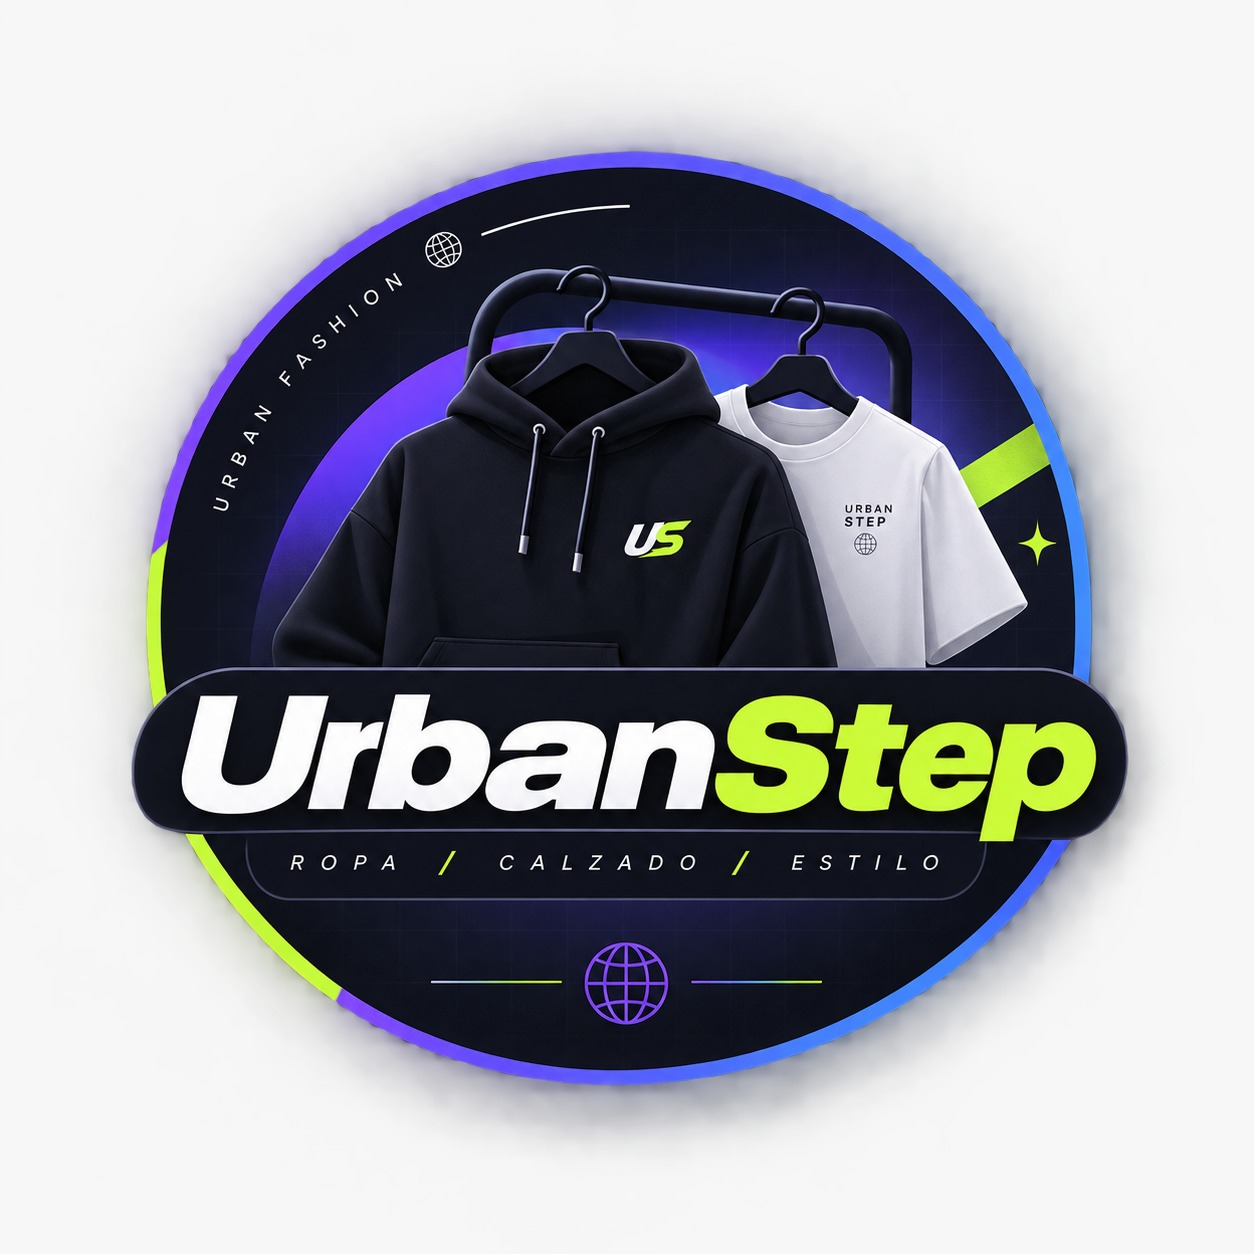 URBAN FASHION
US
URBAN
STEP
UrbanStep
ROPA / CALZADO / ESTILO